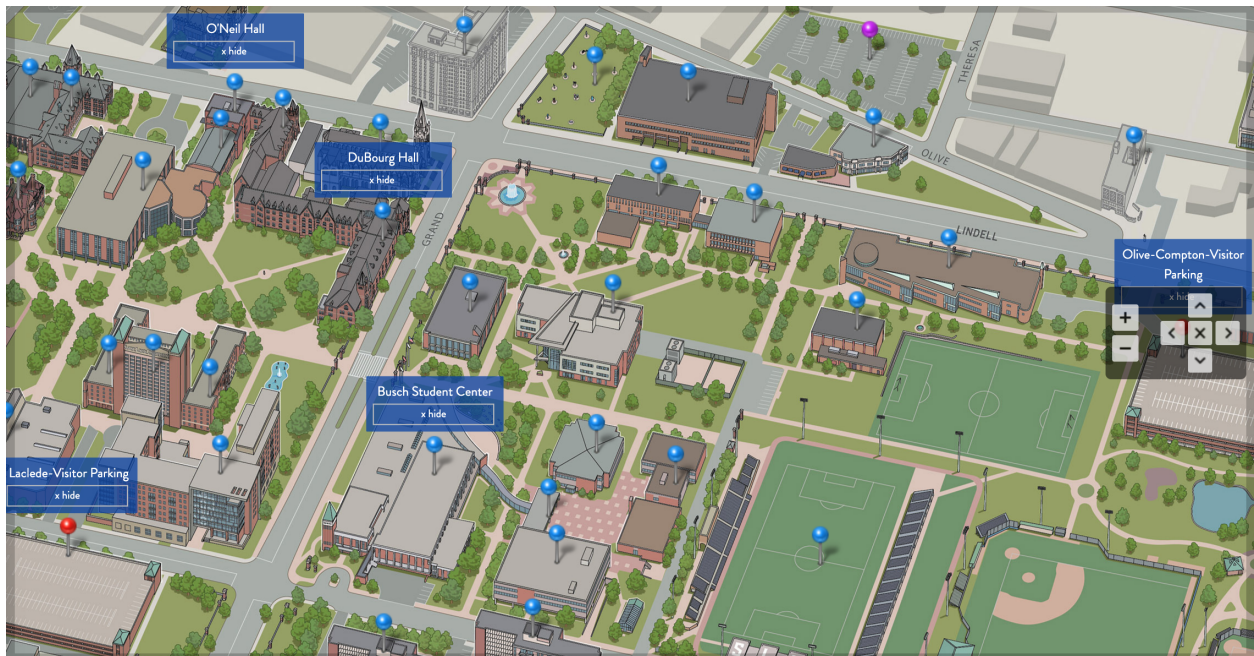 O'Neil Hall
x hide
THERESA
DuBourg Hall
x hide
OLIVE
GRAND
LINDELL
Olive-Compton-Visitor
Parking
x hide
+
−
Busch Student Center
x hide
Laclede-Visitor Parking
x hide